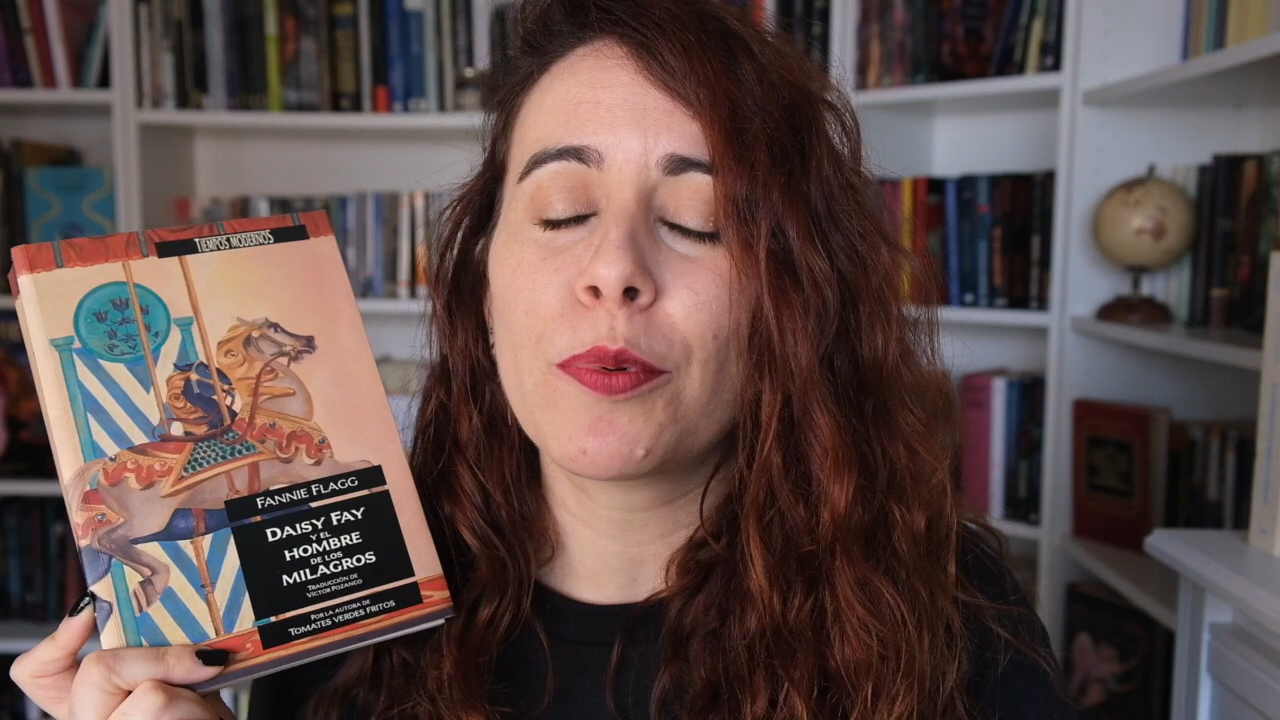 TIEMPOS MODERNOS
FANNIE FLAGG
DAISY FAY
Y EL
HOMBRE
DE LOS
MILAGROS
TRADUCCIÓN DE
VÍCTOR POZANCO
POR LA AUTORA DE
TOMATES VERDES FRITOS